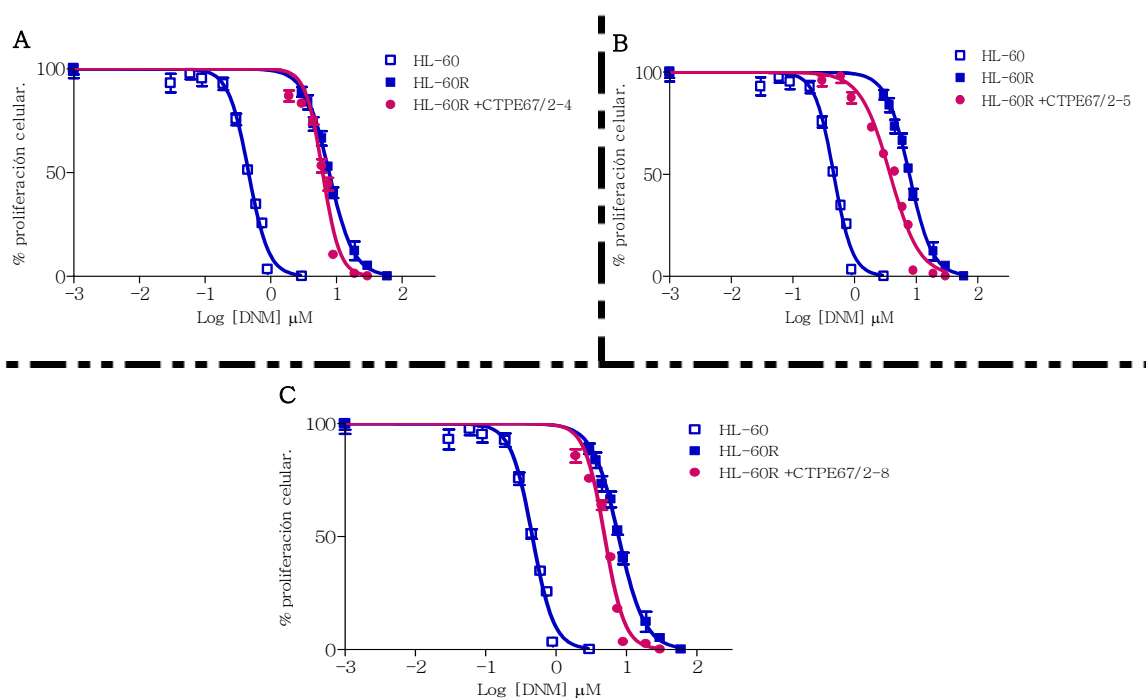 A
HL-60
HL-60R
HL-60R +CTPE67/2-4
% proliferación celular.
100
50
0
-3
-1
0
1
2
Log [DNM] μM
B
HL-60
HL-60R
HL-60R +CTPE67/2-5
% proliferación celular.
100
50
0
-3
-1
0
1
2
Log [DNM] μM
C
HL-60
HL-60R
HL-60R +CTPE67/2-8
% proliferación celular.
100
50
0
-3
-1
0
1
2
Log [DNM] μM